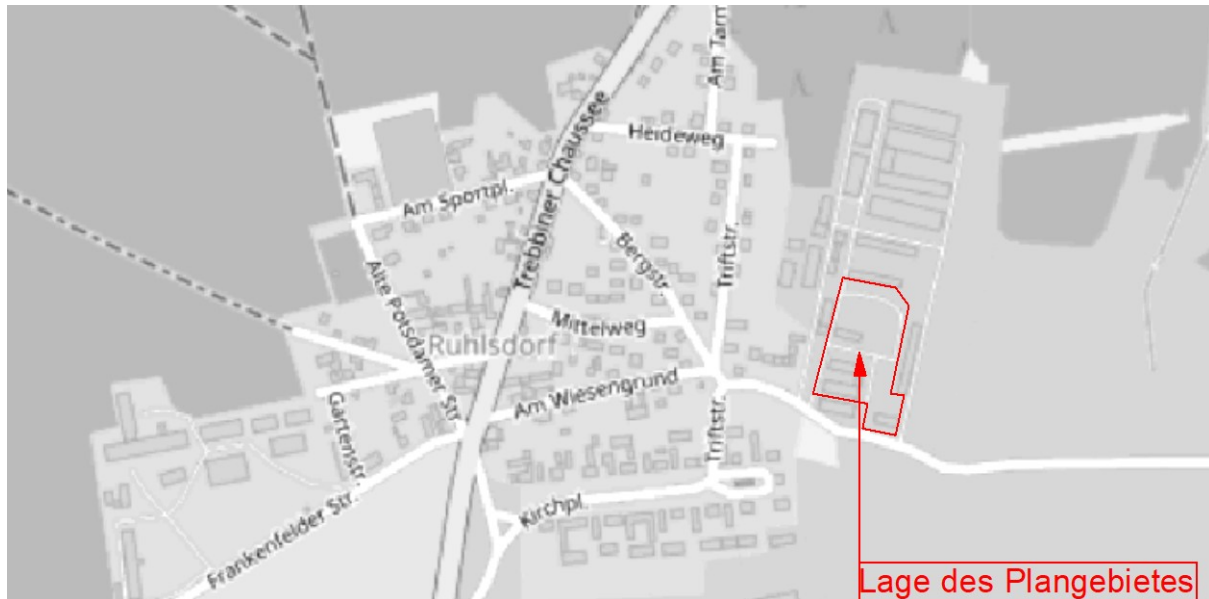 Am Tarn
Trebbiner Chaussee
Heideweg
Am Sportpl.
Bergstr.
Triftstr.
Alte Potsdamer Str.
Mittelweg
Ruhlsdorf
Am Wiesengrund
Gartenstr.
Triftstr.
Kirchpl.
Frankenfelder Str.
Lage des Plangebietes